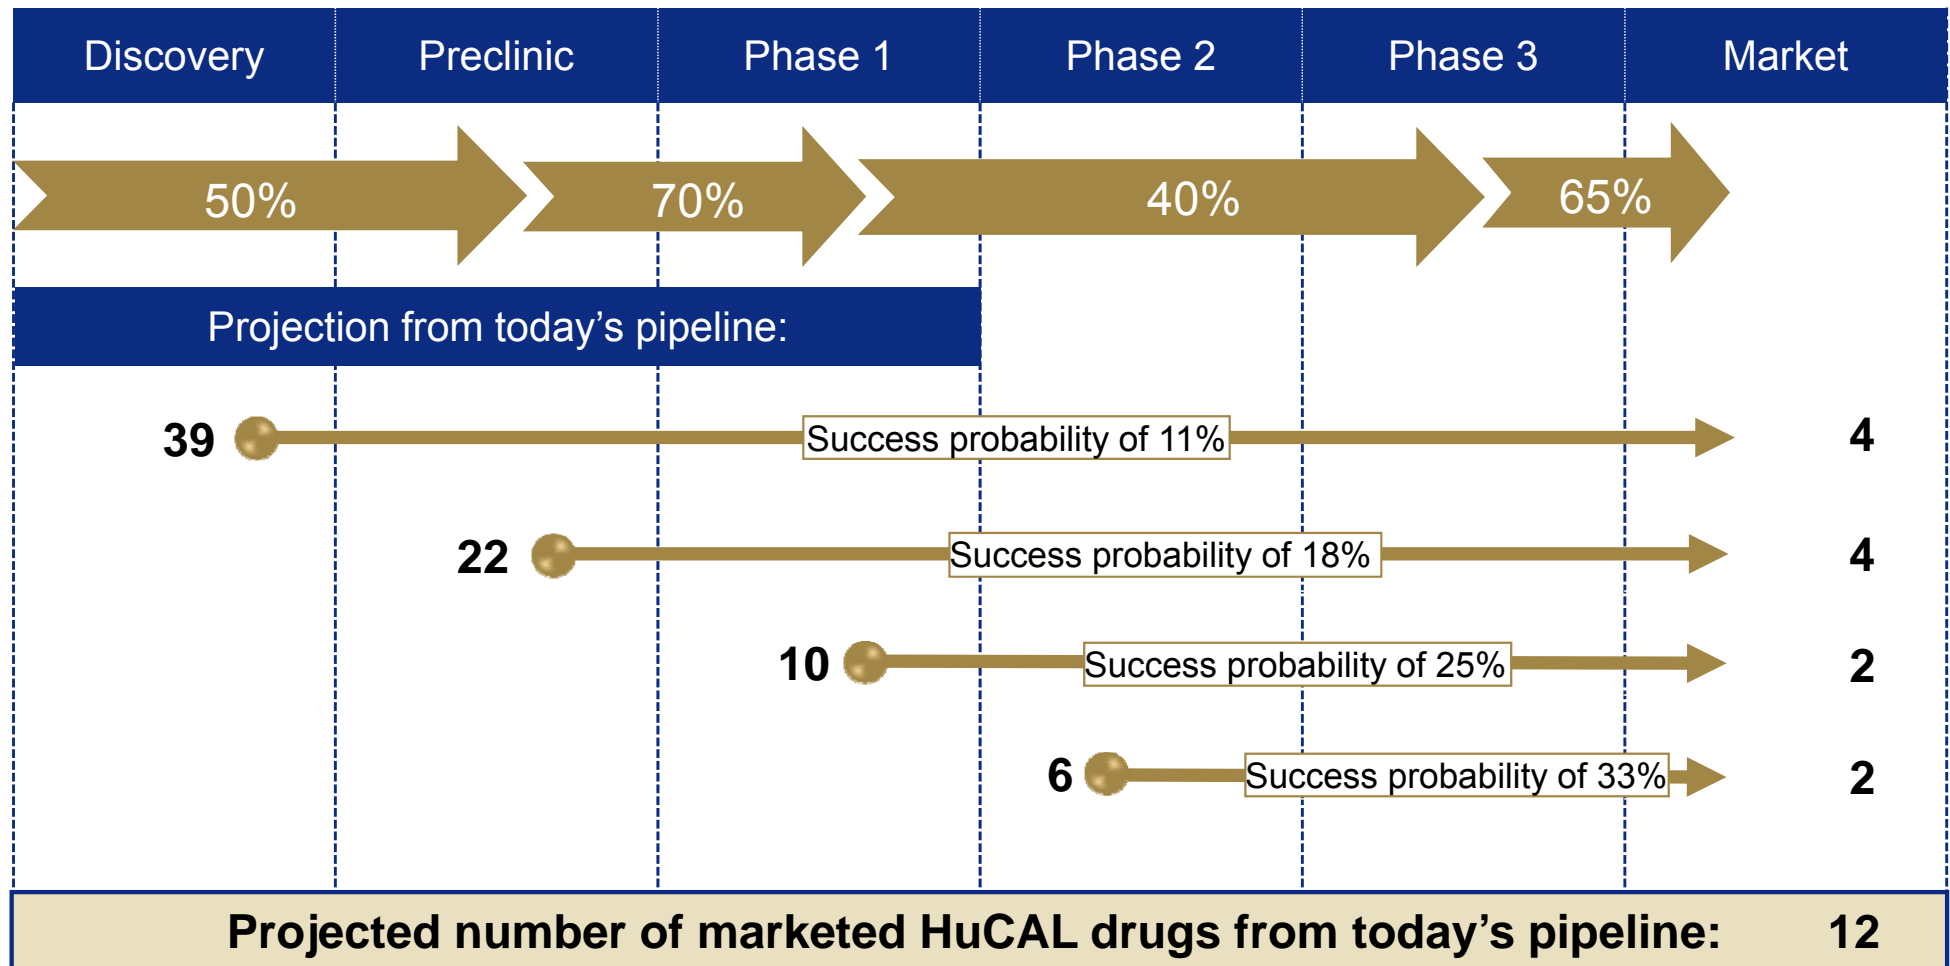 Discovery Preclinic Phase 1 Phase 2 Phase 3 Market
50% 70% 40% 65%
Projection from today’s pipeline:
39 Success probability of 11% 4
22 Success probability of 18% 4
10 Success probability of 25% 2
6 Success probability of 33% 2
Projected number of marketed HuCAL drugs from today’s pipeline: 12